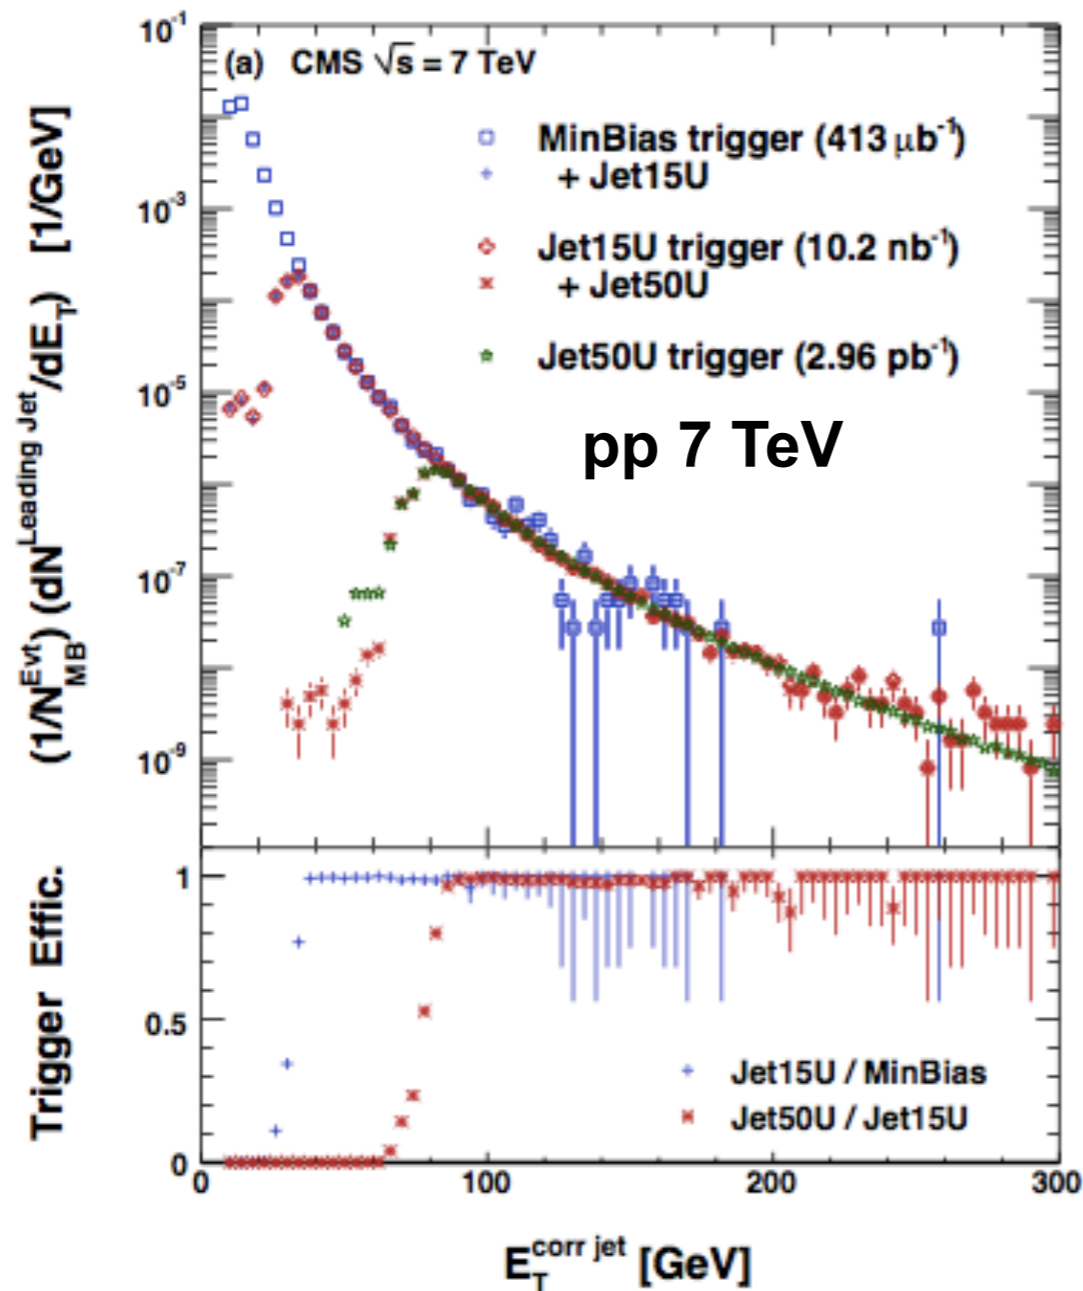 (a) CMS √s = 7 TeV
MinBias trigger (413 μb⁻¹)
+ Jet15U
Jet15U trigger (10.2 nb⁻¹)
+ Jet50U
Jet50U trigger (2.96 pb⁻¹)
pp 7 TeV
(1/N_MB^Evt) (dN^Leading Jet/dE_T) [1/GeV]
10⁻¹
10⁻³
10⁻⁵
10⁻⁷
10⁻⁹
Trigger Effic.
1
0.5
0
Jet15U / MinBias
Jet50U / Jet15U
0 100 200 300
E_T^corr jet [GeV]